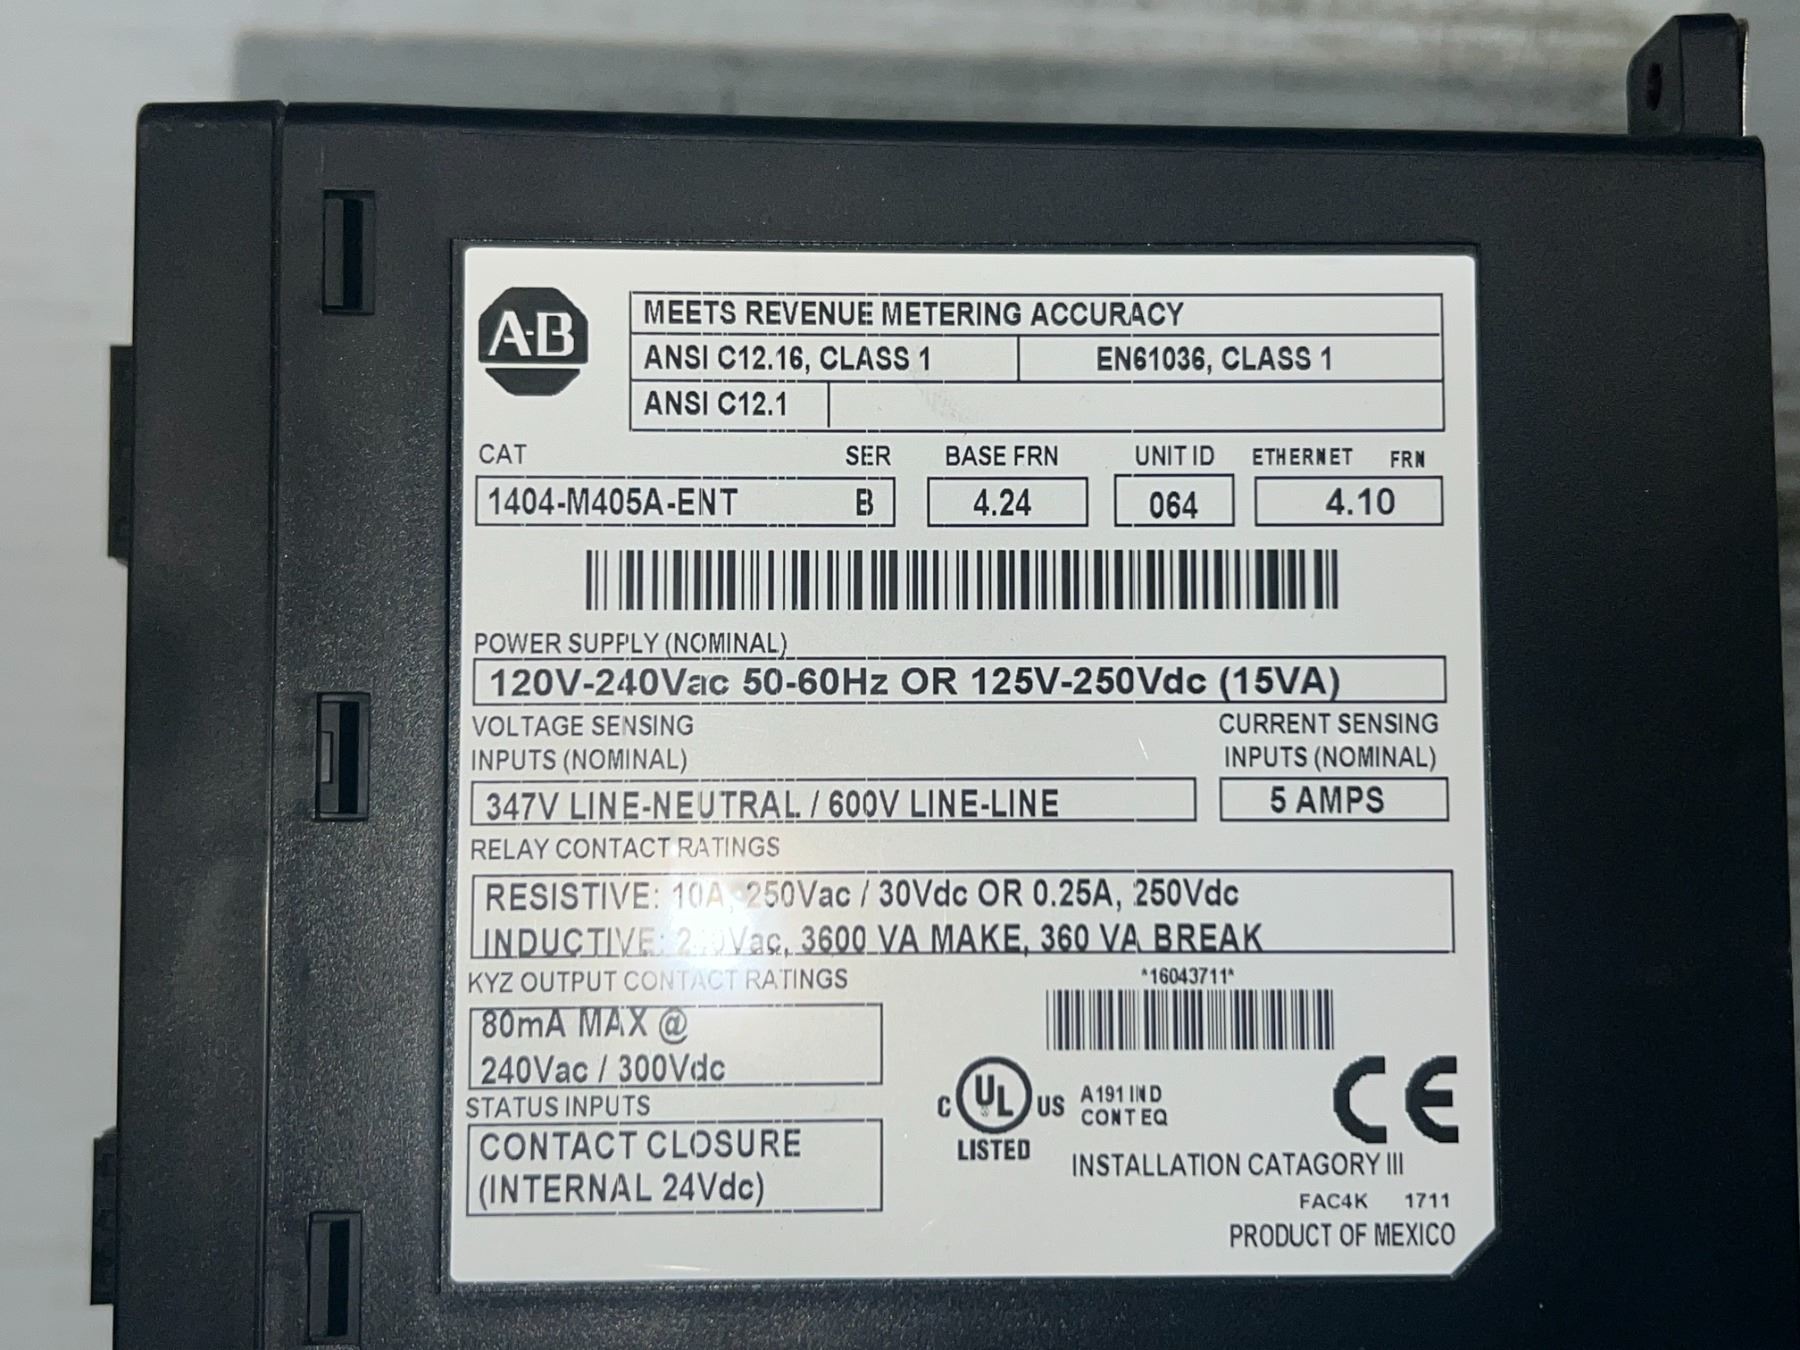 A-B
MEETS REVENUE METERING ACCURACY
ANSI C12.16, CLASS 1 EN61036, CLASS 1
ANSI C12.1
CAT SER BASE FRN UNIT ID ETHERNET FRN
1404-M405A-ENT B 4.24 064 4.10
POWER SUPPLY (NOMINAL)
120V-240Vac 50-60Hz OR 125V-250Vdc (15VA)
VOLTAGE SENSING
INPUTS (NOMINAL)
CURRENT SENSING
INPUTS (NOMINAL)
347V LINE-NEUTRAL / 600V LINE-LINE 5 AMPS
RELAY CONTACT RATINGS
RESISTIVE: 10A, 250Vac / 30Vdc OR 0.25A, 250Vdc
INDUCTIVE: 3600 VA MAKE, 360 VA BREAK
KYZ OUTPUT CONTACT RATINGS
80mA MAX @
240Vac / 300Vdc
STATUS INPUTS
CONTACT CLOSURE
(INTERNAL 24Vdc)
*16043711*
C UL US
LISTED
A191 IND
CONT EQ
CE
INSTALLATION CATAGORY III
FAC4K 1711
PRODUCT OF MEXICO